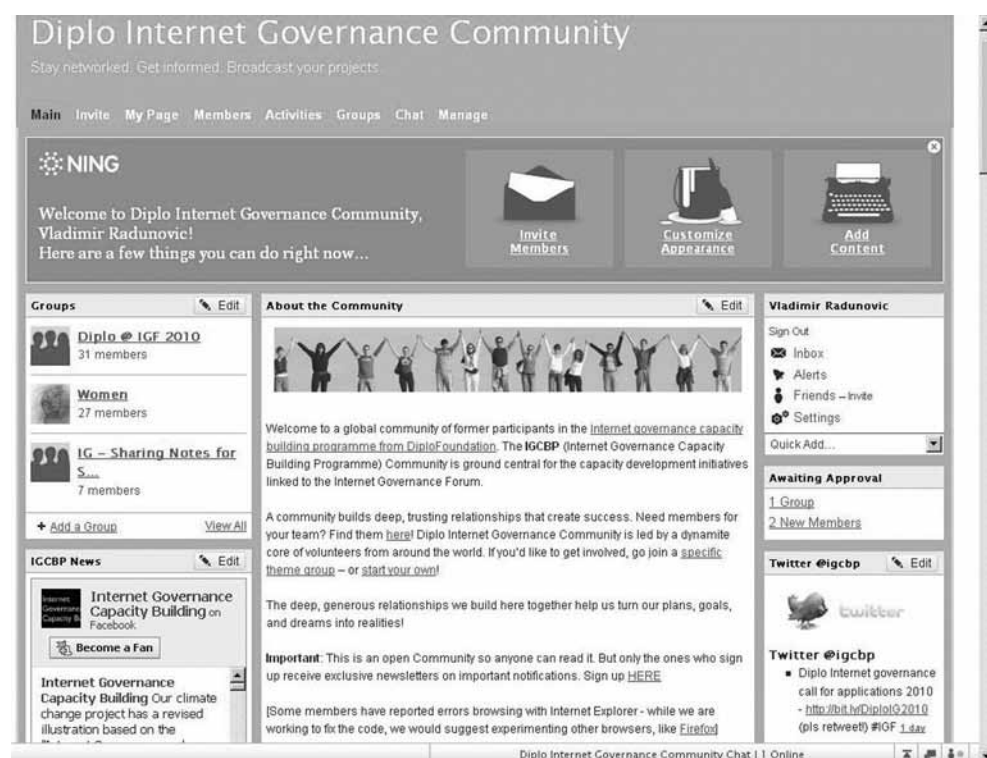 Diplo Internet Governance Community
Stay networked. Get informed. Broadcast your projects.
Main Invite My Page Members Activities Groups Chat Manage
NING
Welcome to Diplo Internet Governance Community,
Vladimir Radunovic!
Here are a few things you can do right now...
Invite
Members
Customize
Appearance
Add
Content
Groups
Edit
Diplo @ IGF 2010
31 members
Women
27 members
IG – Sharing Notes for
S....
7 members
+ Add a Group View All
IGCBP News
Edit
Internet
Governance
Capacity B
Internet Governance
Capacity Building on
Facebook
Become a Fan
Internet Governance
Capacity Building Our climate
change project has a revised
illustration based on the
About the Community
Edit
Welcome to a global community of former participants in the Internet governance capacity
building programme from DiploFoundation. The IGCBP (Internet Governance Capacity
Building Programme) Community is ground central for the capacity development initiatives
linked to the Internet Governance Forum.
A community builds deep, trusting relationships that create success. Need members for
your team? Find them here! Diplo Internet Governance Community is led by a dynamite
core of volunteers from around the world. If you'd like to get involved, go join a specific
theme group – or start your own!
The deep, generous relationships we build here together help us turn our plans, goals,
and dreams into realities!
Important: This is an open Community so anyone can read it. But only the ones who sign
up receive exclusive newsletters on important notifications. Sign up HERE
[Some members have reported errors browsing with Internet Explorer - while we are
working to fix the code, we would suggest experimenting other browsers, like Firefox]
Vladimir Radunovic
Sign Out
Inbox
Alerts
Friends – Invite
Settings
Quick Add...
Awaiting Approval
1 Group
2 New Members
Twitter @igcbp
Edit
twitter
Twitter @igcbp
Diplo Internet governance
call for applications 2010
- http://bit.ly/DiploIG2010
(pls retweet!) #IGF 1 day
Diplo Internet Governance Community Chat | 1 Online